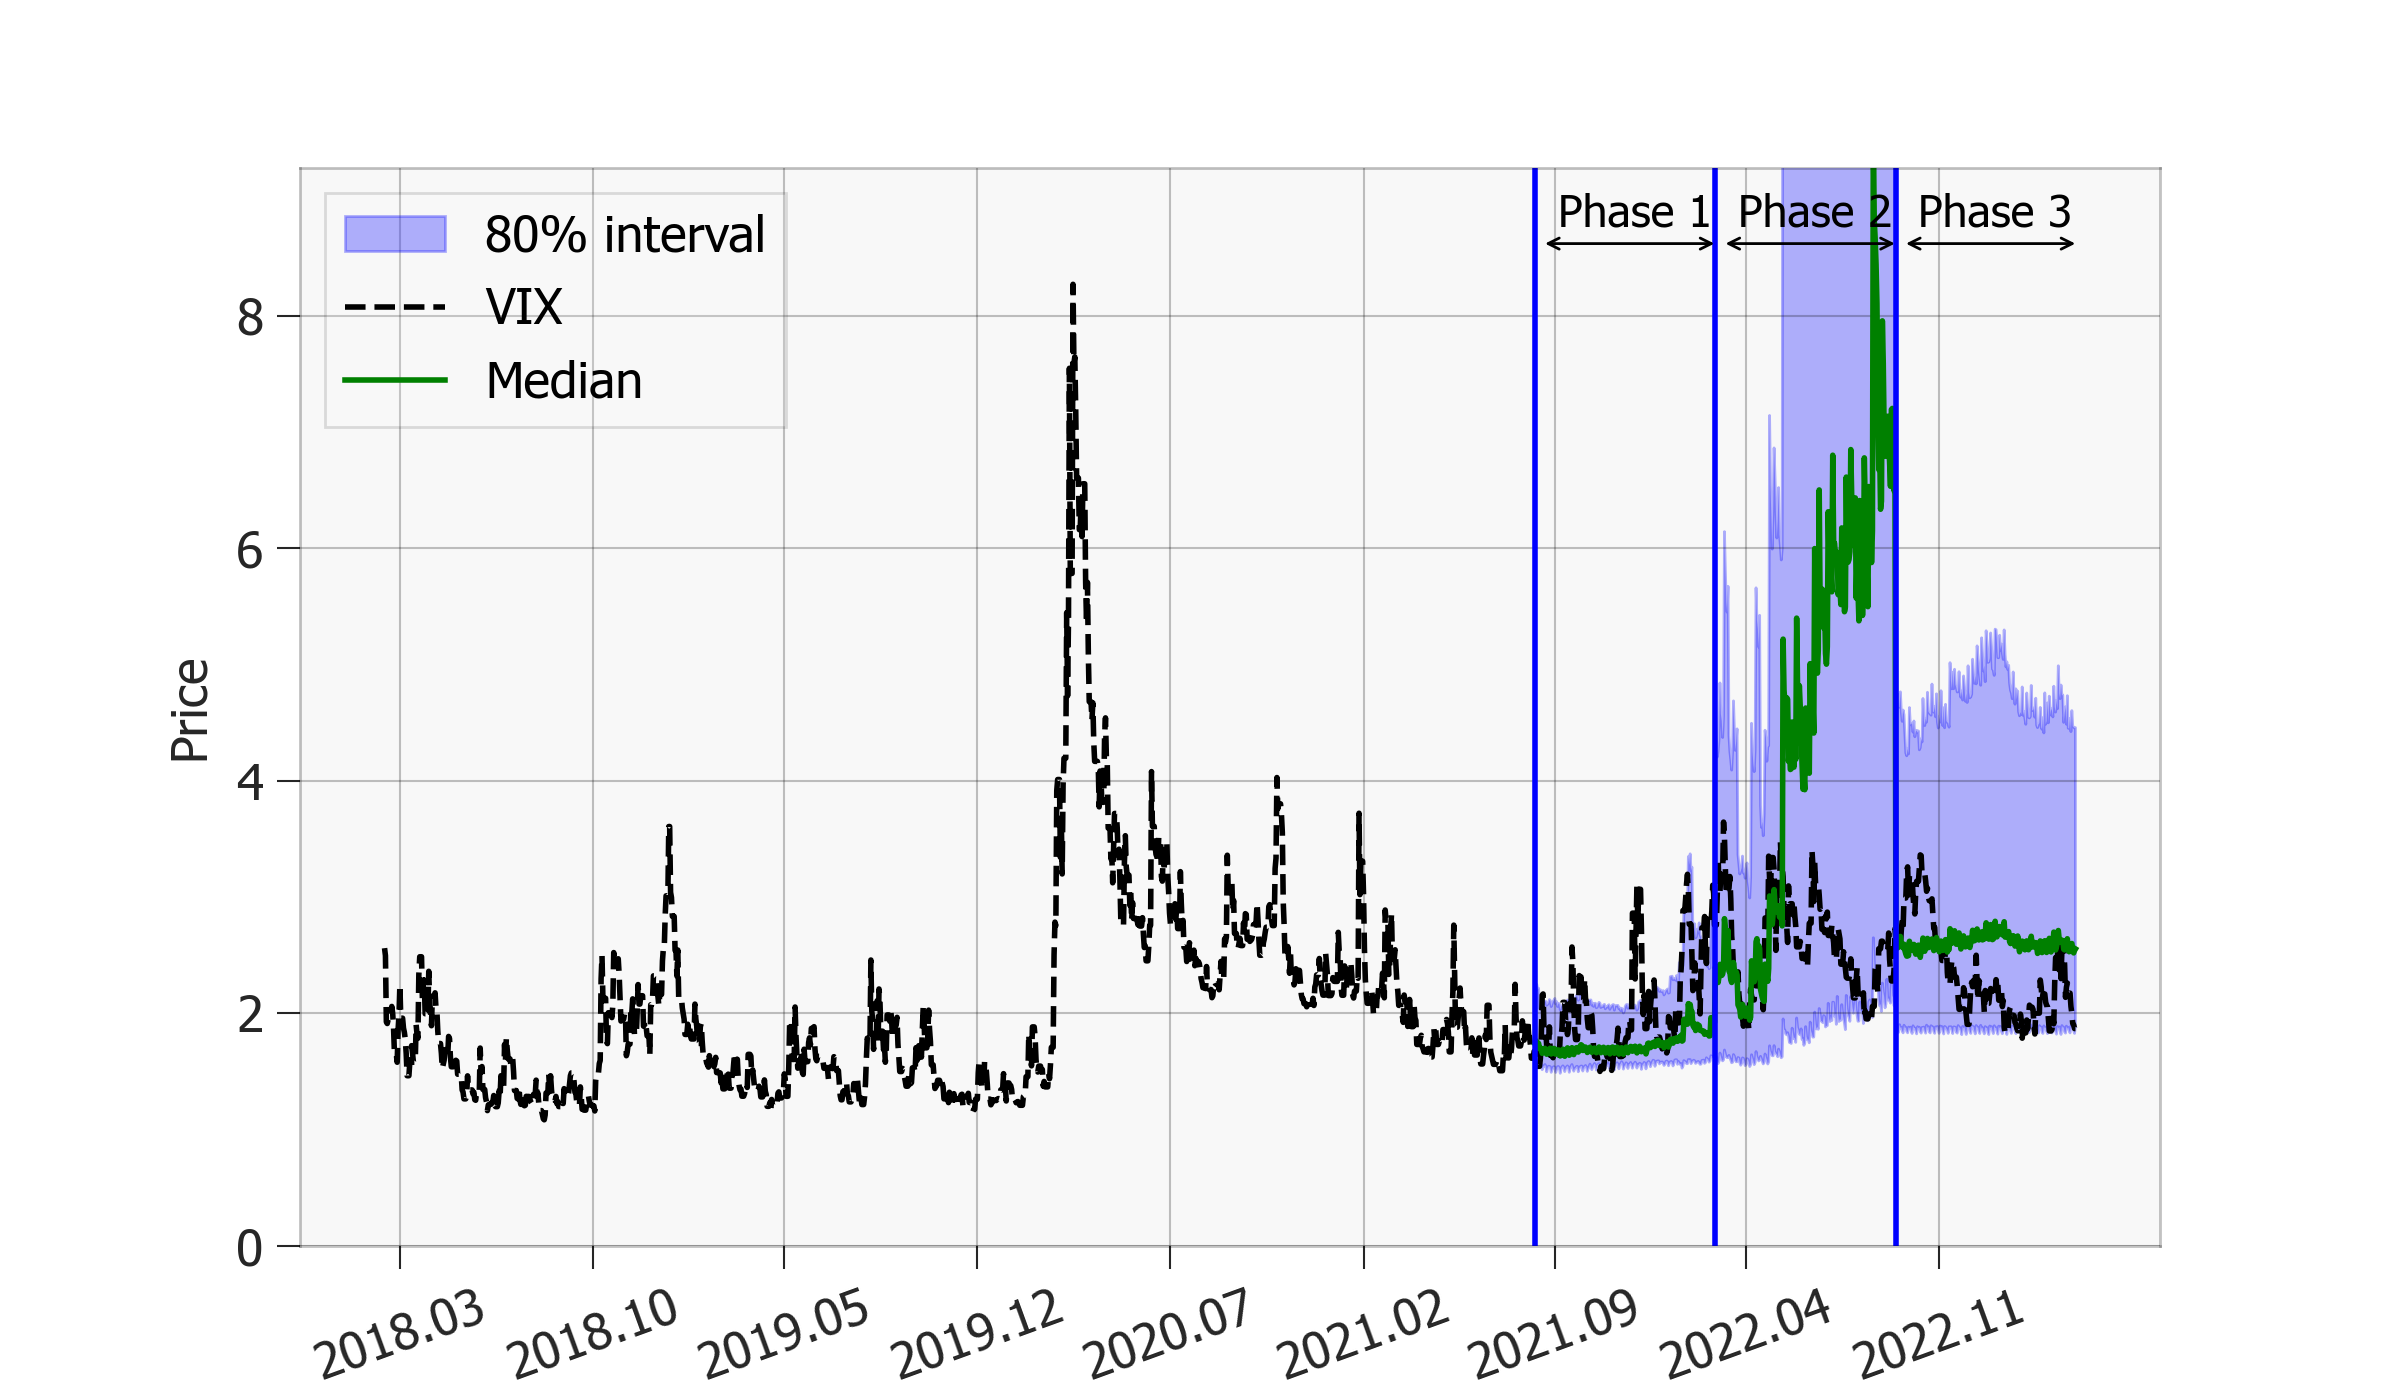 Phase 1
Phase 2
Phase 3
80% interval
VIX
Median
8
6
4
2
0
Price
2018.03
2018.10
2019.05
2019.12
2020.07
2021.02
2021.09
2022.04
2022.11